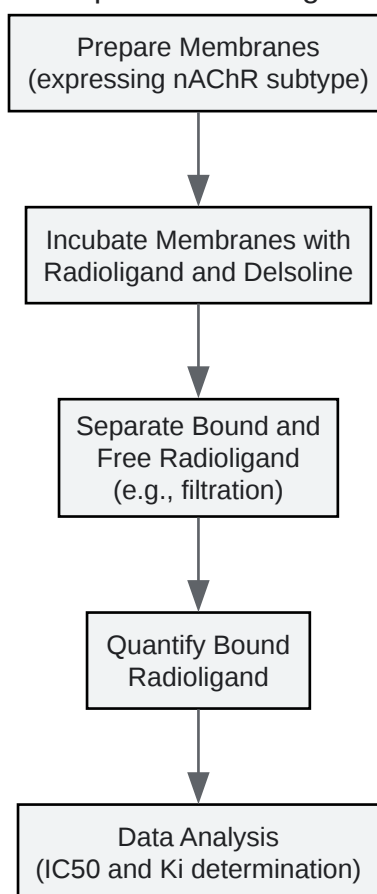 Prepare Membranes
(expressing nAChR subtype)
Incubate Membranes with
Radioligand and Delsoline
Separate Bound and
Free Radioligand
(e.g., filtration)
Quantify Bound
Radioligand
Data Analysis
(IC50 and Ki determination)